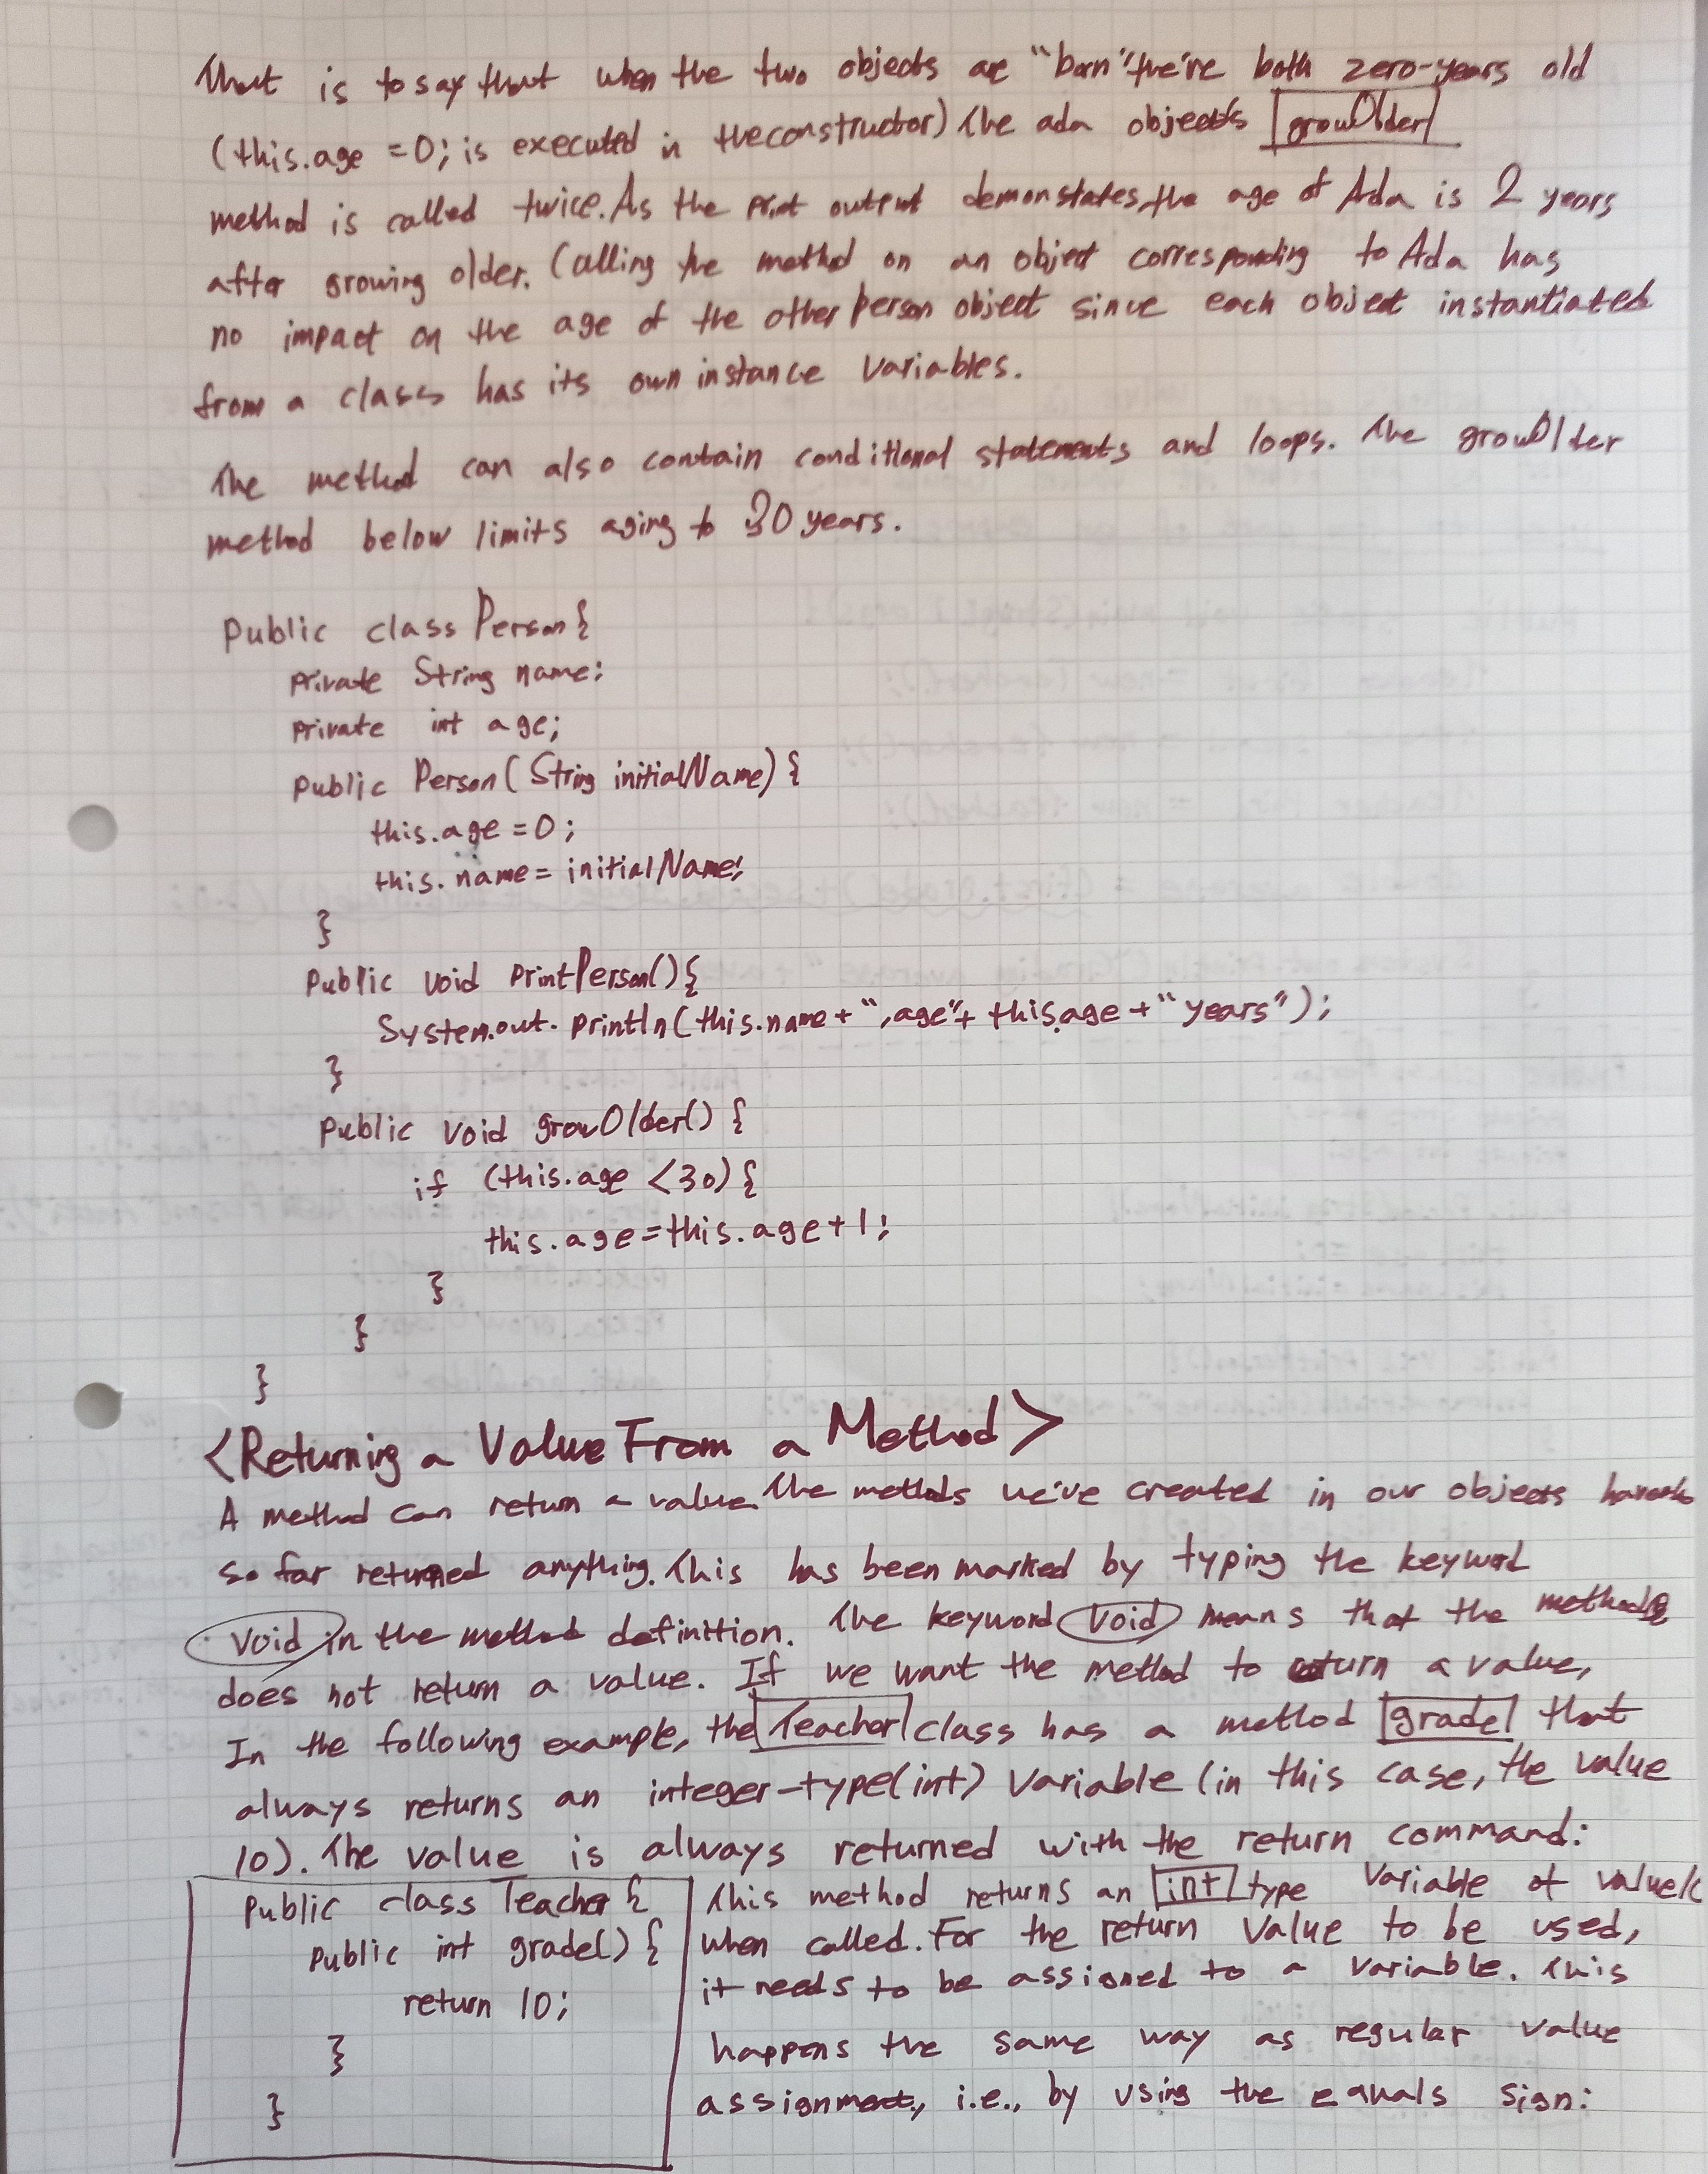 That is to say that when the two objects are "born" the're both zero-years old
(this.age = 0; is executed in the constructor) The ada object's growOlder
method is called twice. As the print output demonstates, the age of Ada is 2 years
after growing older. Calling the method on an object corresponding to Ada has
no impact on the age of the other person object since each object instantiated
from a class has its own instance variables.
The method can also contain conditional statements and loops. The growOlder
method below limits aging to 30 years.
public class Person {
private String name;
private int age;
public Person(String initialName) {
this.age = 0;
this.name = initialName;
}
public void printPerson() {
System.out.println(this.name + ", age" + this.age + "years");
}
public void growOlder() {
if (this.age < 30) {
this.age = this.age + 1;
}
}
}
<Returning a Value From a Method>
A method can return a value. The methods we've created in our objects haven't
so far returned anything. This has been marked by typing the keyword
void in the method definition. The keyword void means that the method
does not return a value. If we want the method to return a value,
In the following example, the Teacher class has a method grade that
always returns an integer-type(int) variable (in this case, the value
10). The value is always returned with the return command:
public class Teacher {
public int grade() {
return 10;
}
}
This method returns an int type variable of value
when called. For the return value to be used,
it needs to be assigned to a variable. This
happens the same way as regular value
assignment, i.e., by using the equals sign: